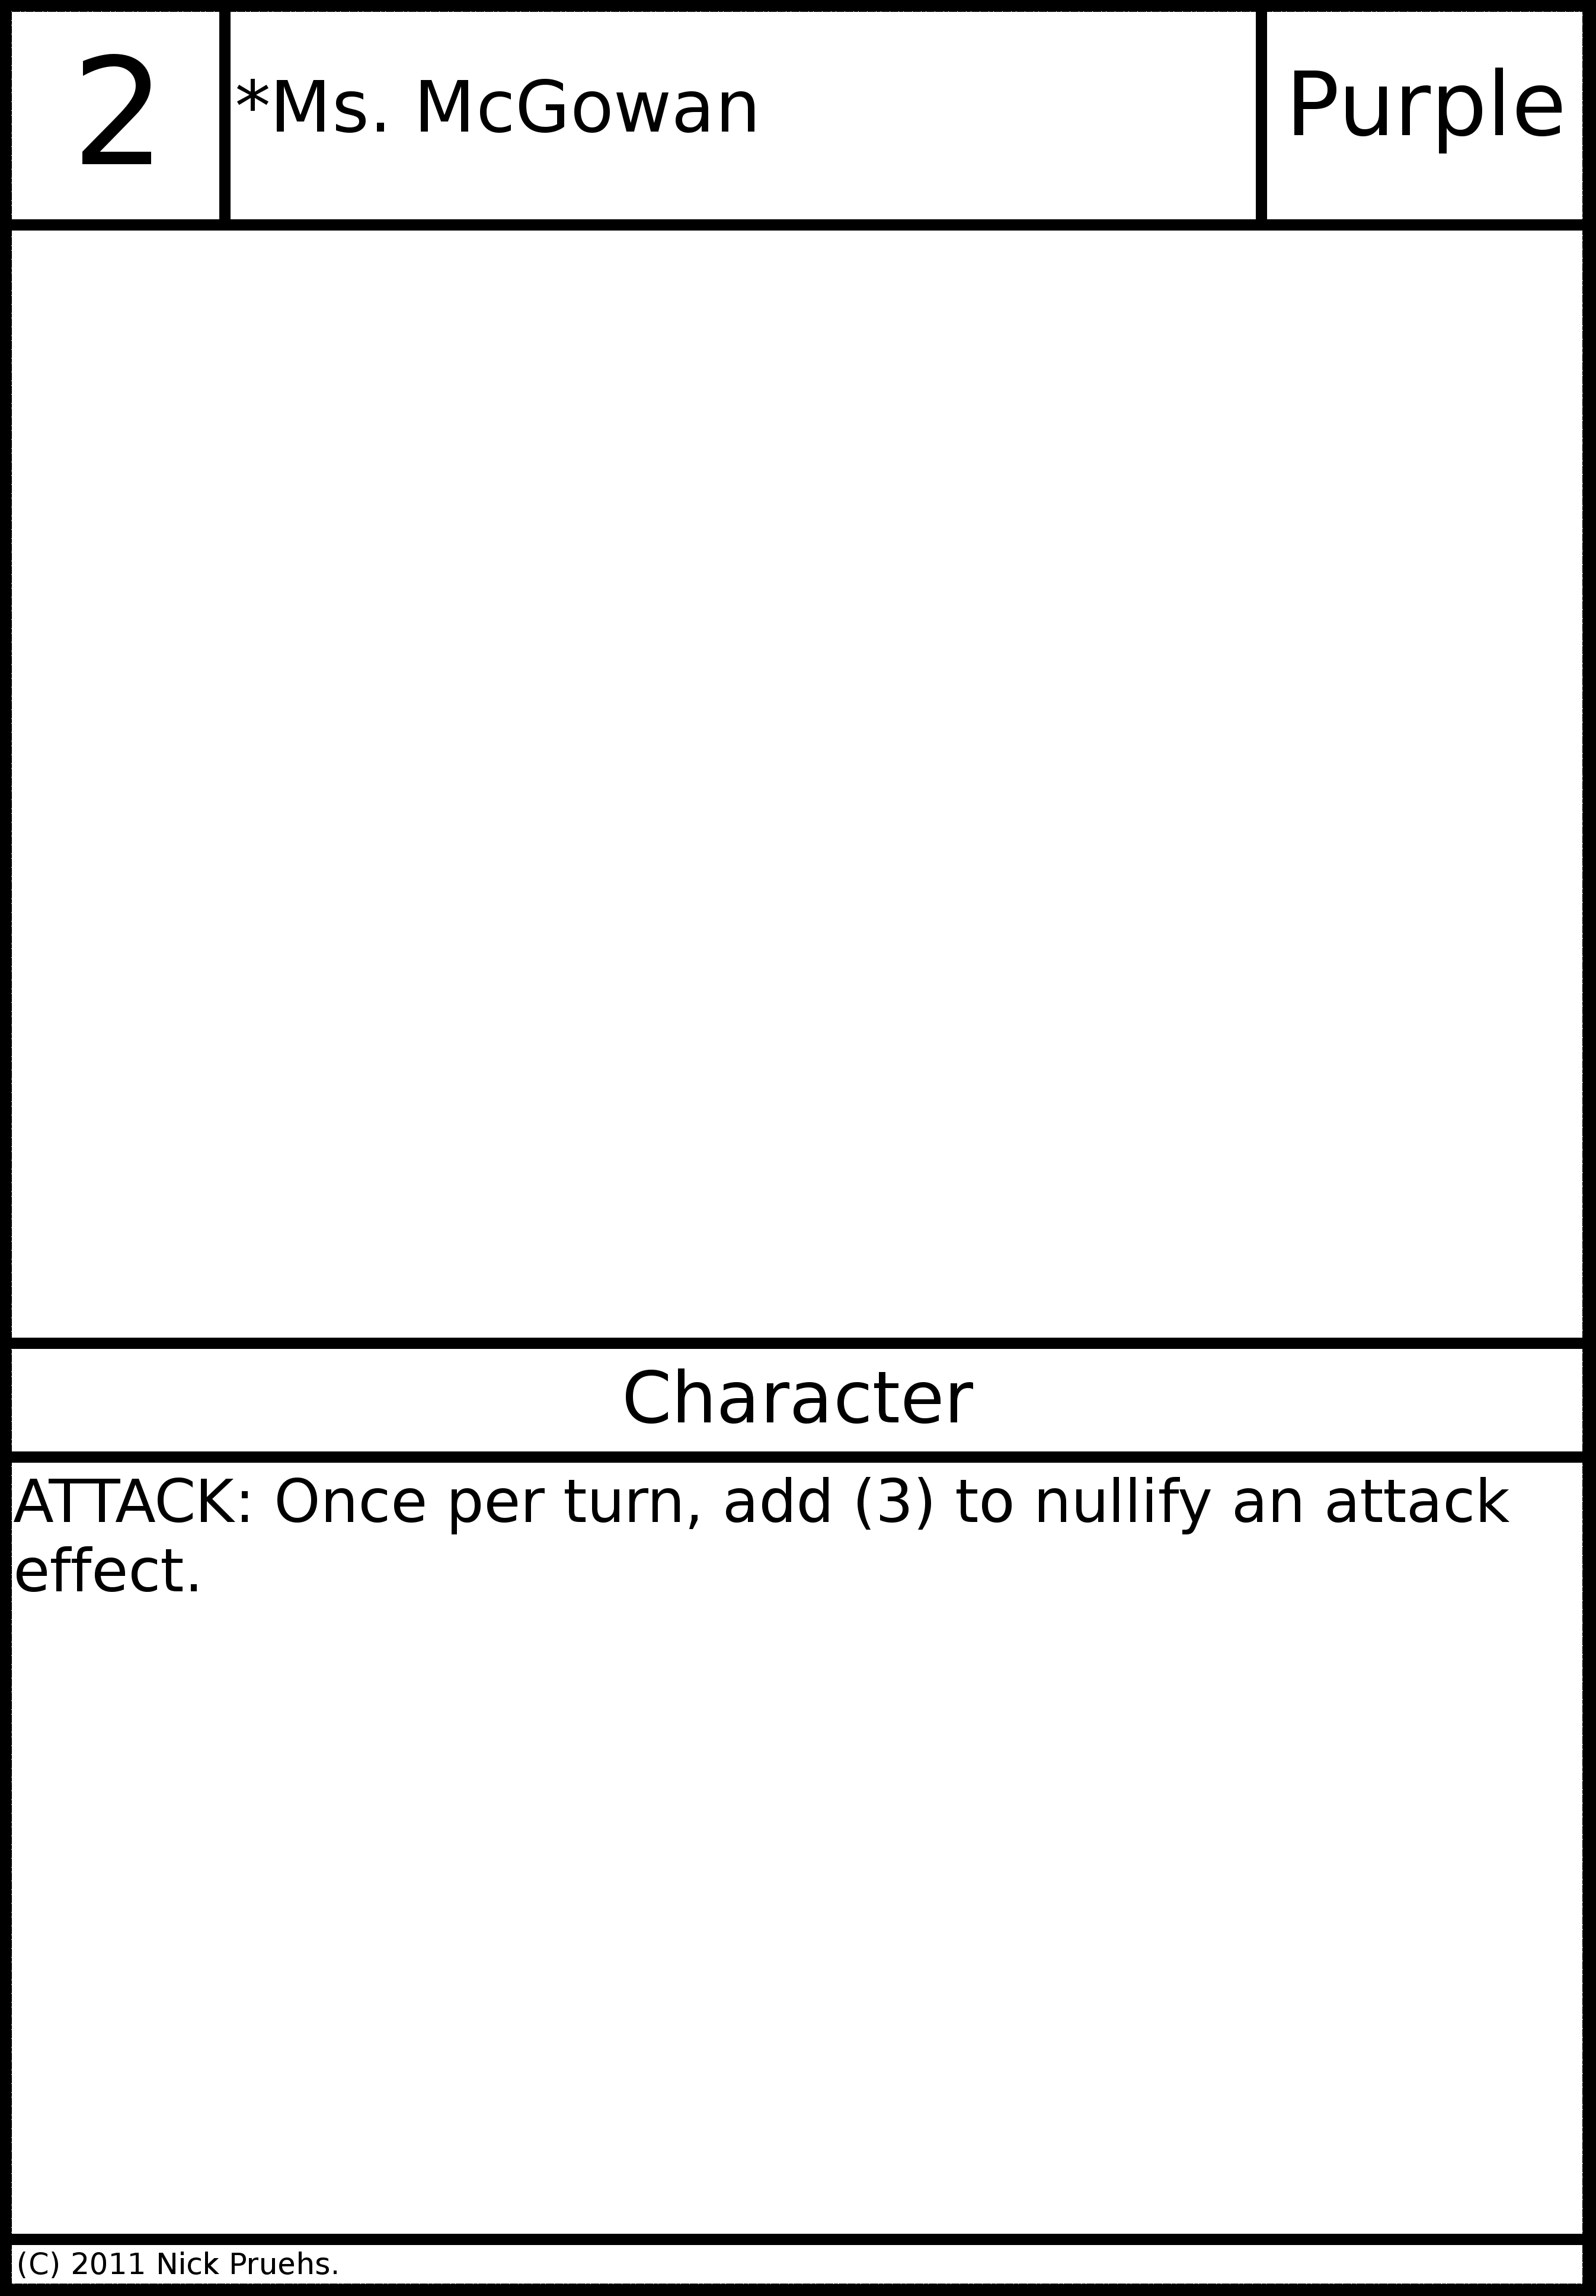 2
*Ms. McGowan
Purple
Character
ATTACK: Once per turn, add (3) to nullify an attack
effect.
(C) 2011 Nick Pruehs.